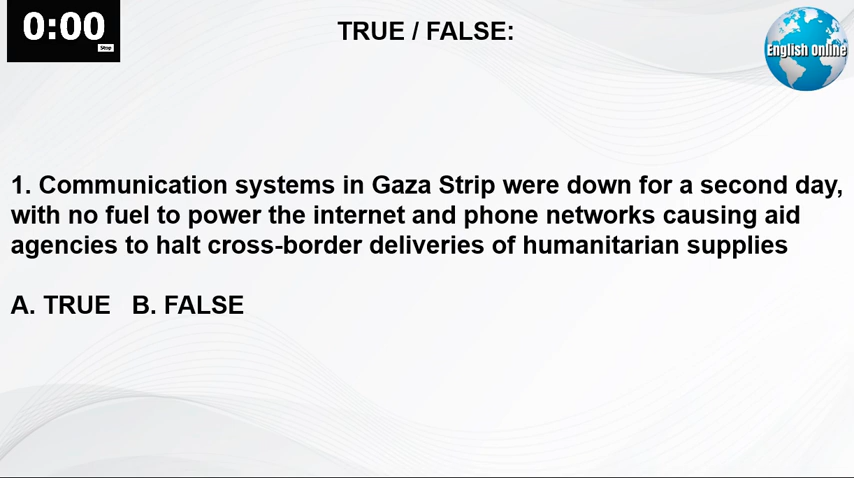 0:00
Stop
TRUE / FALSE:
English Online
1. Communication systems in Gaza Strip were down for a second day,
with no fuel to power the internet and phone networks causing aid
agencies to halt cross-border deliveries of humanitarian supplies
A. TRUE B. FALSE